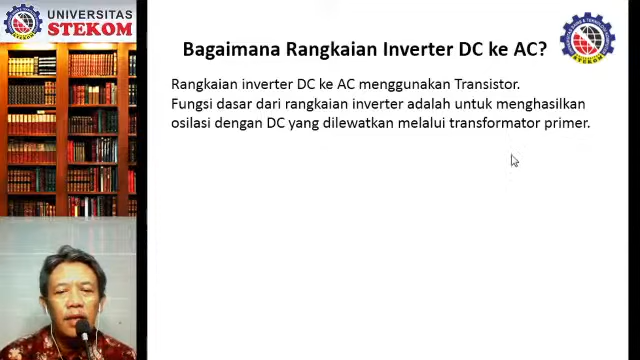 UNIVERSITAS
STEKOM
Bagaimana Rangkaian Inverter DC ke AC?
Rangkaian inverter DC ke AC menggunakan Transistor.
Fungsi dasar dari rangkaian inverter adalah untuk menghasilkan
osilasi dengan DC yang dilewatkan melalui transformator primer.